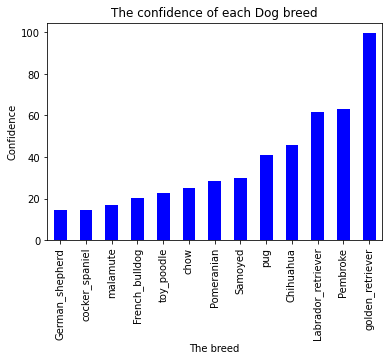 The confidence of each Dog breed
Confidence
100
80
60
40
20
0
German_shepherd
cocker_spaniel
malamute
French_bulldog
toy_poodle
chow
Pomeranian
Samoyed
pug
Chihuahua
Labrador_retriever
Pembroke
golden_retriever
The breed